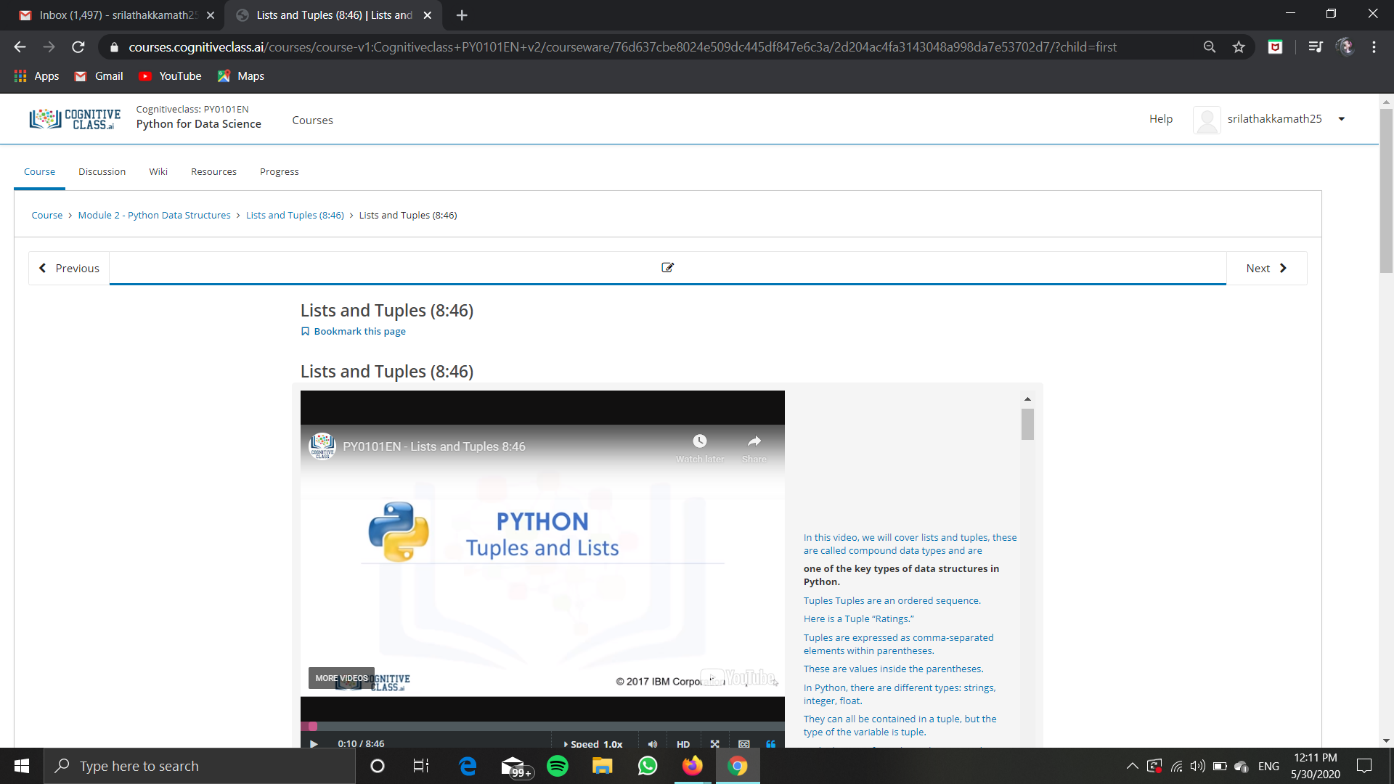 Inbox (1,497) - srilathakkamath25
Lists and Tuples (8:46) | Lists and
courses.cognitiveclass.ai/courses/course-v1:Cognitiveclass+PY0101EN+v2/courseware/76d637cbe8024e509dc445df847e6c3a/2d204ac4fa3143048a998da7e53702d7/?child=first
Apps
Gmail
YouTube
Maps
COGNITIVE
CLASS.ai
Cognitiveclass: PY0101EN
Python for Data Science
Courses
Help
srilathakkamath25
Course
Discussion
Wiki
Resources
Progress
Course > Module 2 - Python Data Structures > Lists and Tuples (8:46) > Lists and Tuples (8:46)
Previous
Next
Lists and Tuples (8:46)
Bookmark this page
Lists and Tuples (8:46)
PY0101EN - Lists and Tuples 8:46
Watch later
Share
PYTHON
Tuples and Lists
MORE VIDEOS
© 2017 IBM
YouTube
0:10 / 8:46
Speed 1.0x
HD
In this video, we will cover lists and tuples, these
are called compound data types and are
one of the key types of data structures in
Python.
Tuples Tuples are an ordered sequence.
Here is a Tuple “Ratings.”
Tuples are expressed as comma-separated
elements within parentheses.
These are values inside the parentheses.
In Python, there are different types: strings,
integer, float.
They can all be contained in a tuple, but the
type of the variable is tuple.
Type here to search
99+
ENG
12:11 PM
5/30/2020